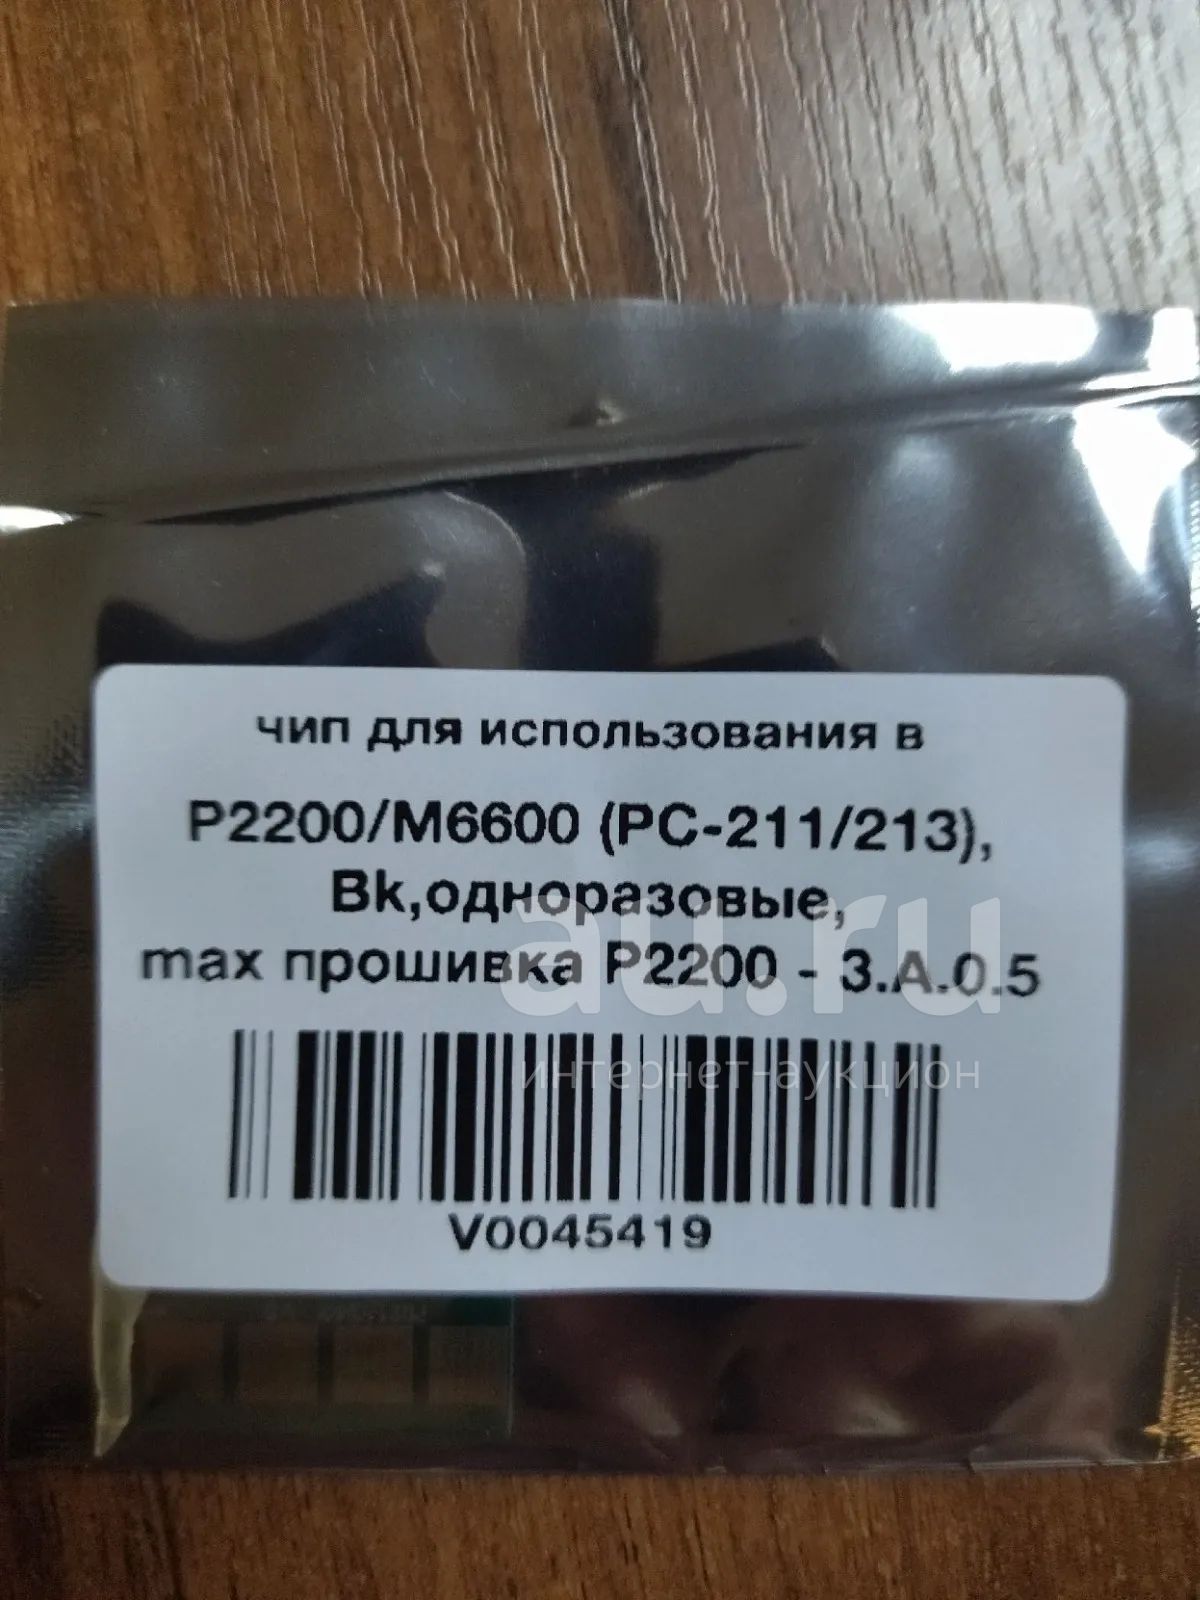 чип для использования в
P2200/M6600 (PC-211/213),
Bk,одноразовые,
max прошивка P2200 - 3.A.0.5
au.ru
интернет-аукцион
V0045419